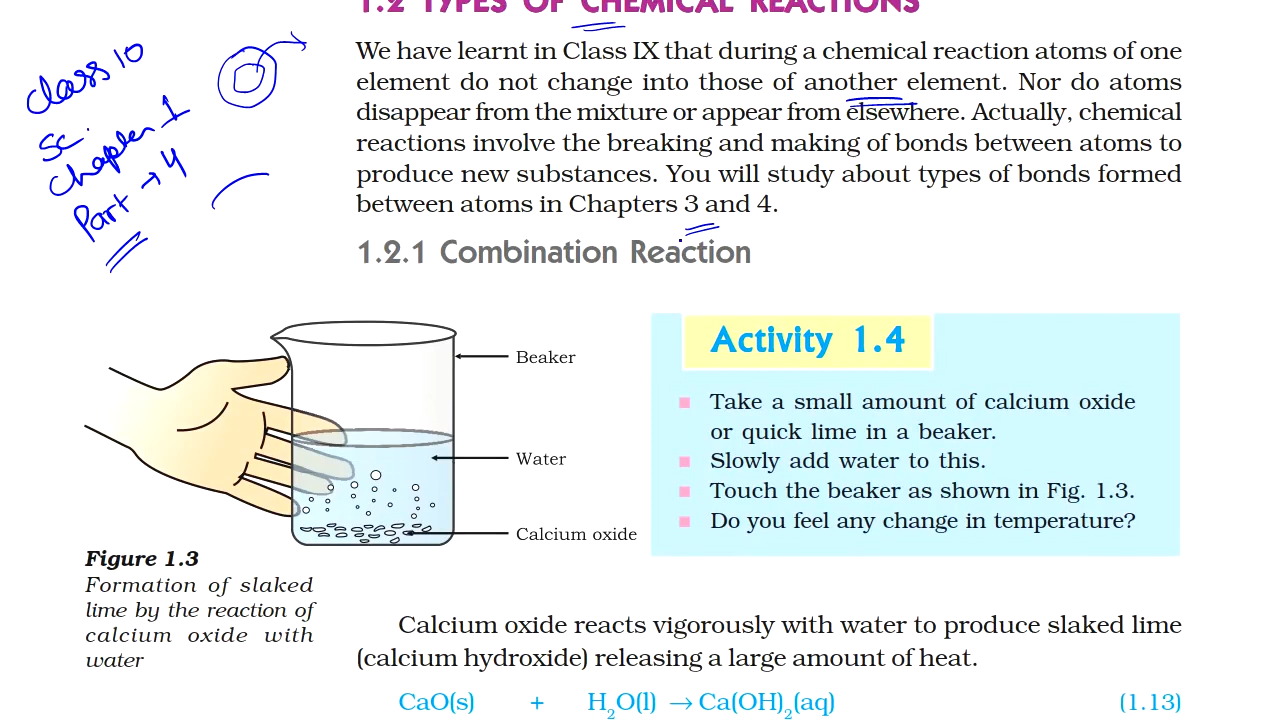 1.2 TYPES OF CHEMICAL REACTIONS
Class 10
Sc.
Chapter 1
Part → 4
We have learnt in Class IX that during a chemical reaction atoms of one
element do not change into those of another element. Nor do atoms
disappear from the mixture or appear from elsewhere. Actually, chemical
reactions involve the breaking and making of bonds between atoms to
produce new substances. You will study about types of bonds formed
between atoms in Chapters 3 and 4.
1.2.1 Combination Reaction
Beaker
Water
Calcium oxide
Figure 1.3
Formation of slaked
lime by the reaction of
calcium oxide with
water
Activity 1.4
Take a small amount of calcium oxide
or quick lime in a beaker.
Slowly add water to this.
Touch the beaker as shown in Fig. 1.3.
Do you feel any change in temperature?
Calcium oxide reacts vigorously with water to produce slaked lime
(calcium hydroxide) releasing a large amount of heat.
CaO(s) + H₂O(l) → Ca(OH)₂(aq) (1.13)